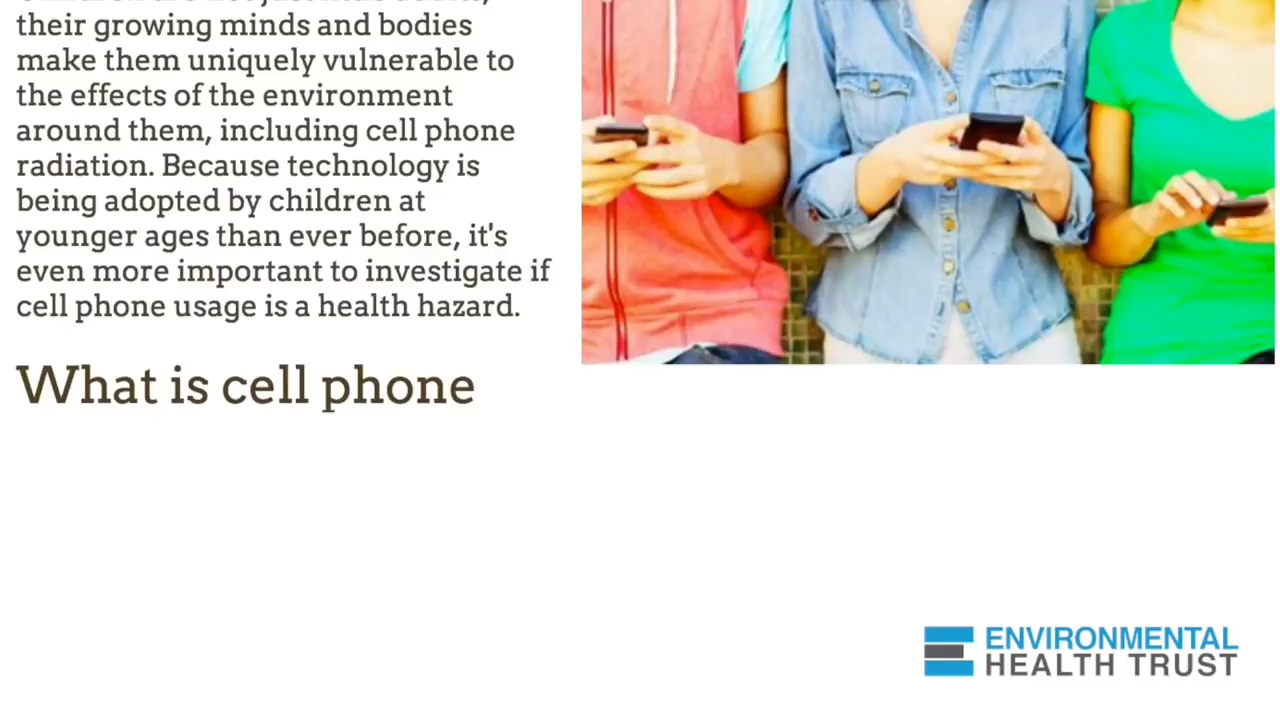 their growing minds and bodies
make them uniquely vulnerable to
the effects of the environment
around them, including cell phone
radiation. Because technology is
being adopted by children at
younger ages than ever before, it's
even more important to investigate if
cell phone usage is a health hazard.
What is cell phone
ENVIRONMENTAL
HEALTH TRUST